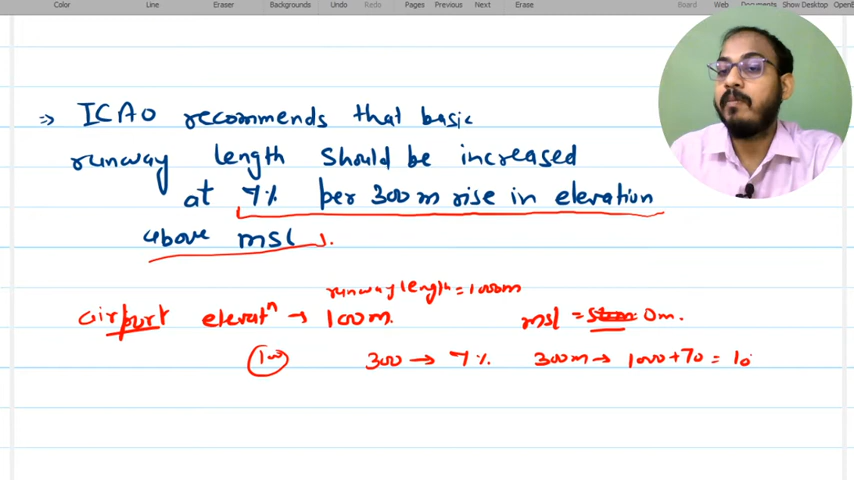 Color Line Eraser Backgrounds Undo Redo Pages Previous Next Erase Board Web Documents Show Desktop
⇒ ICAO recommends that basic
runway length should be increased
at 7% per 300m rise in elevation
above msl.
runway length = 1000m
airport elevatⁿ → 100m. msl = 0m.
100 300 → 7% 300m → 1000+70 = 10